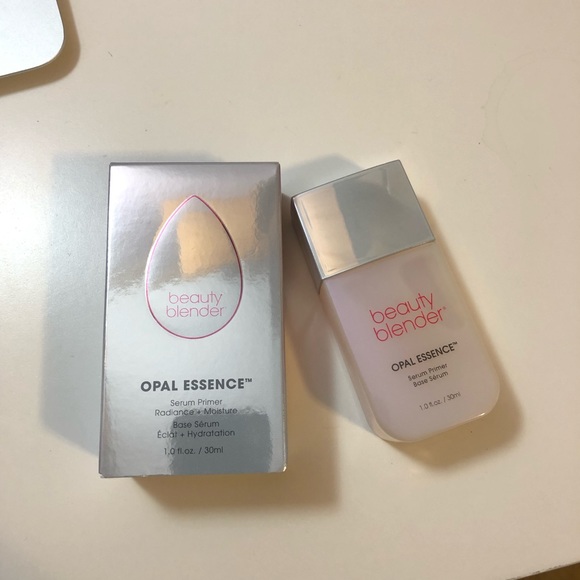 beauty
blender
OPAL ESSENCE™
Serum Primer
Radiance + Moisture
Base Sérum
Éclat + Hydratation
1.0 fl.oz. / 30ml
beauty
blender®
OPAL ESSENCE™
Serum Primer
Base Sérum
1.0 fl.oz. / 30ml